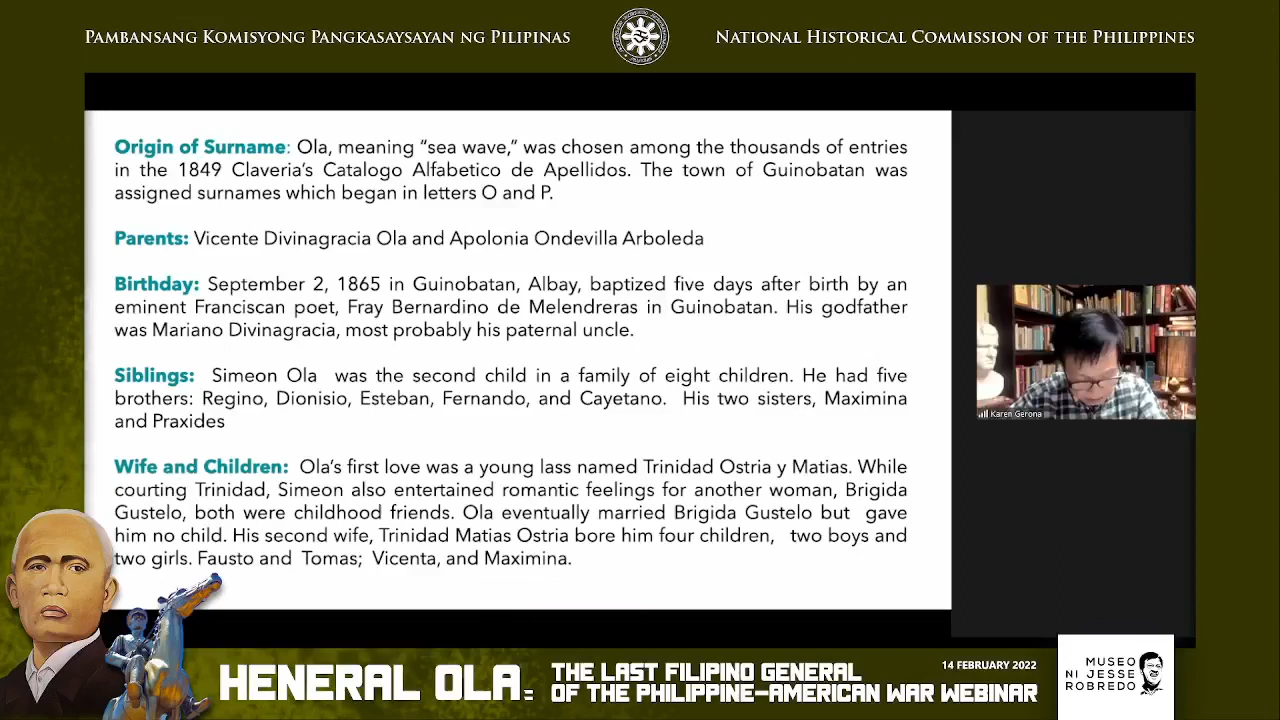 PAMBANSANG KOMISYONG PANGKASAYSAYAN NG PILIPINAS
NATIONAL HISTORICAL COMMISSION OF THE PHILIPPINES
Origin of Surname: Ola, meaning “sea wave,” was chosen among the thousands of entries
in the 1849 Claveria’s Catalogo Alfabetico de Apellidos. The town of Guinobatan was
assigned surnames which began in letters O and P.
Parents: Vicente Divinagracia Ola and Apolonia Ondevilla Arboleda
Birthday: September 2, 1865 in Guinobatan, Albay, baptized five days after birth by an
eminent Franciscan poet, Fray Bernardino de Melendreras in Guinobatan. His godfather
was Mariano Divinagracia, most probably his paternal uncle.
Siblings: Simeon Ola was the second child in a family of eight children. He had five
brothers: Regino, Dionisio, Esteban, Fernando, and Cayetano. His two sisters, Maximina
and Praxides
Wife and Children: Ola’s first love was a young lass named Trinidad Ostria y Matias. While
courting Trinidad, Simeon also entertained romantic feelings for another woman, Brigida
Gustelo, both were childhood friends. Ola eventually married Brigida Gustelo but gave
him no child. His second wife, Trinidad Matias Ostria bore him four children, two boys and
two girls. Fausto and Tomas; Vicenta, and Maximina.
Karen Gerona
HENERAL OLA:
THE LAST FILIPINO GENERAL
OF THE PHILIPPINE-AMERICAN WAR WEBINAR
14 FEBRUARY 2022
MUSEO
NI JESSE
ROBREDO